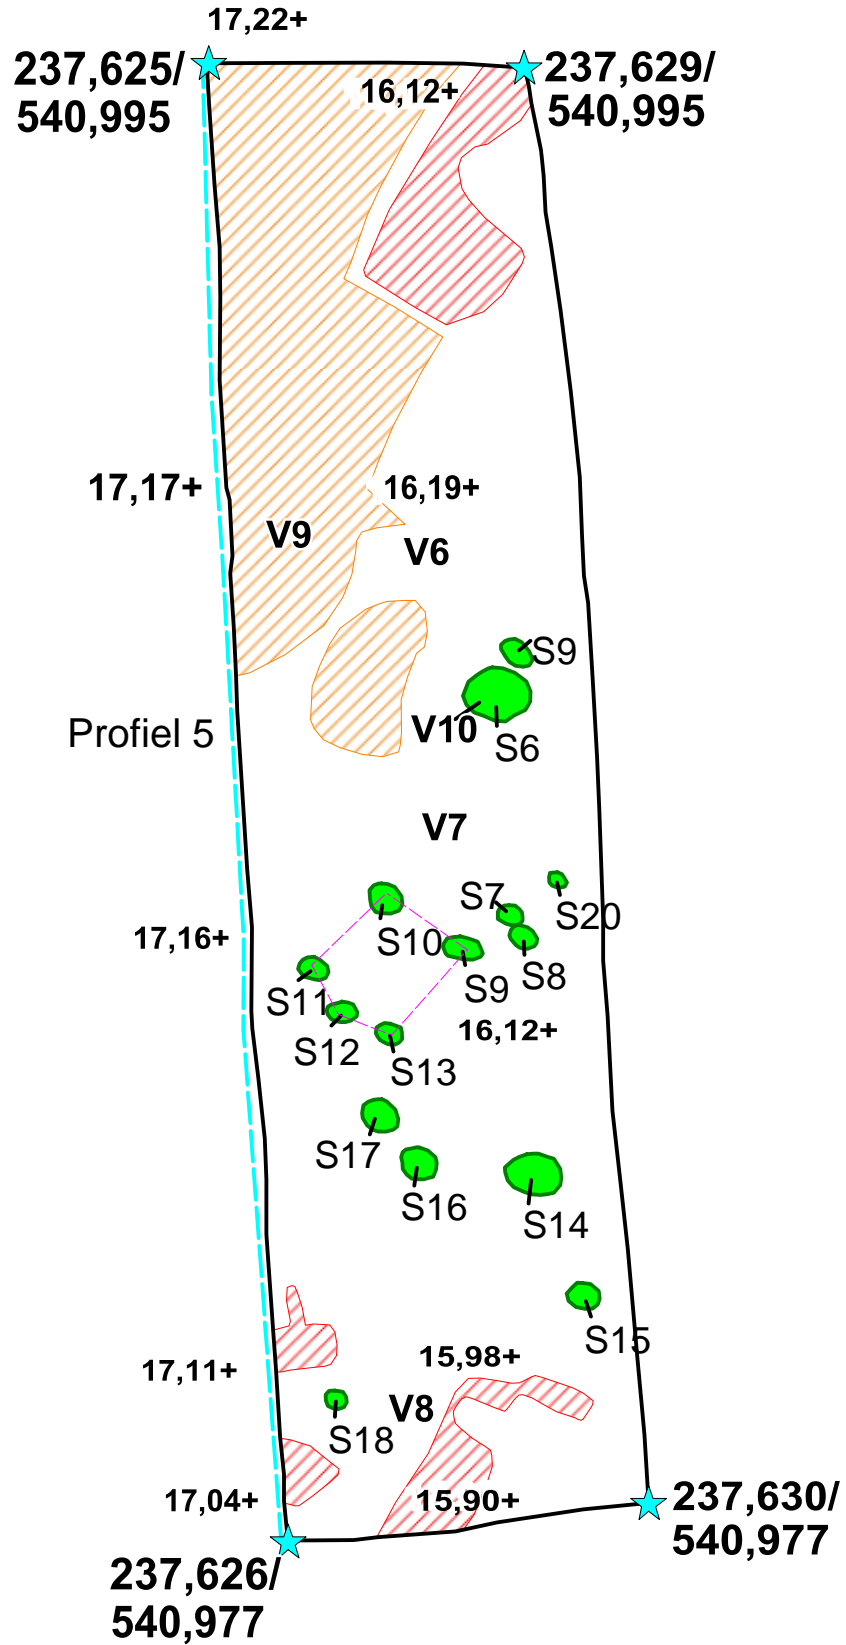 17,22+
237,625/
540,995
237,629/
540,995
16,12+
17,17+
16,19+
V9
V6
S9
Profiel 5
V10
S6
V7
S7
S20
17,16+
S10
S8
S9
S11
16,12+
S12
S13
S17
S16
S14
S15
15,98+
17,11+
V8
S18
17,04+
15,90+
237,630/
540,977
237,626/
540,977